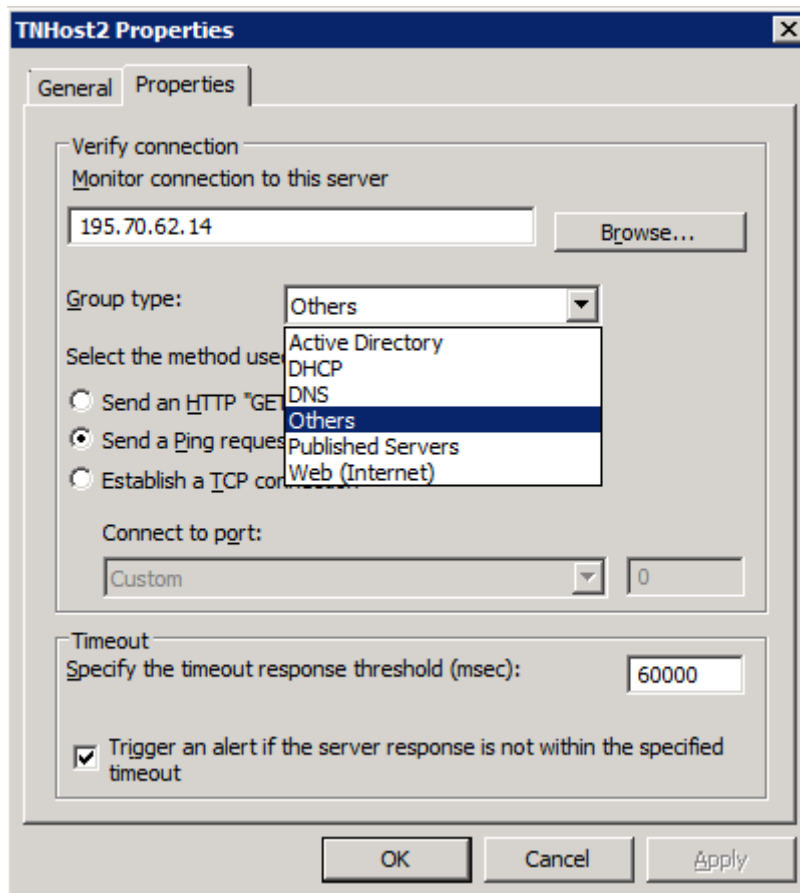 TNHost2 Properties
General
Properties
Verify connection
Monitor connection to this server
195.70.62.14
Browse...
Group type:
Others
Active Directory
DHCP
DNS
Others
Published Servers
Web (Internet)
Select the method
Send an HTTP "GET
Send a Ping
Establish a TCP
Connect to port:
Custom
0
Timeout
Specify the timeout response threshold (msec):
60000
Trigger an alert if the server response is not within the specified
timeout
OK
Cancel
Apply